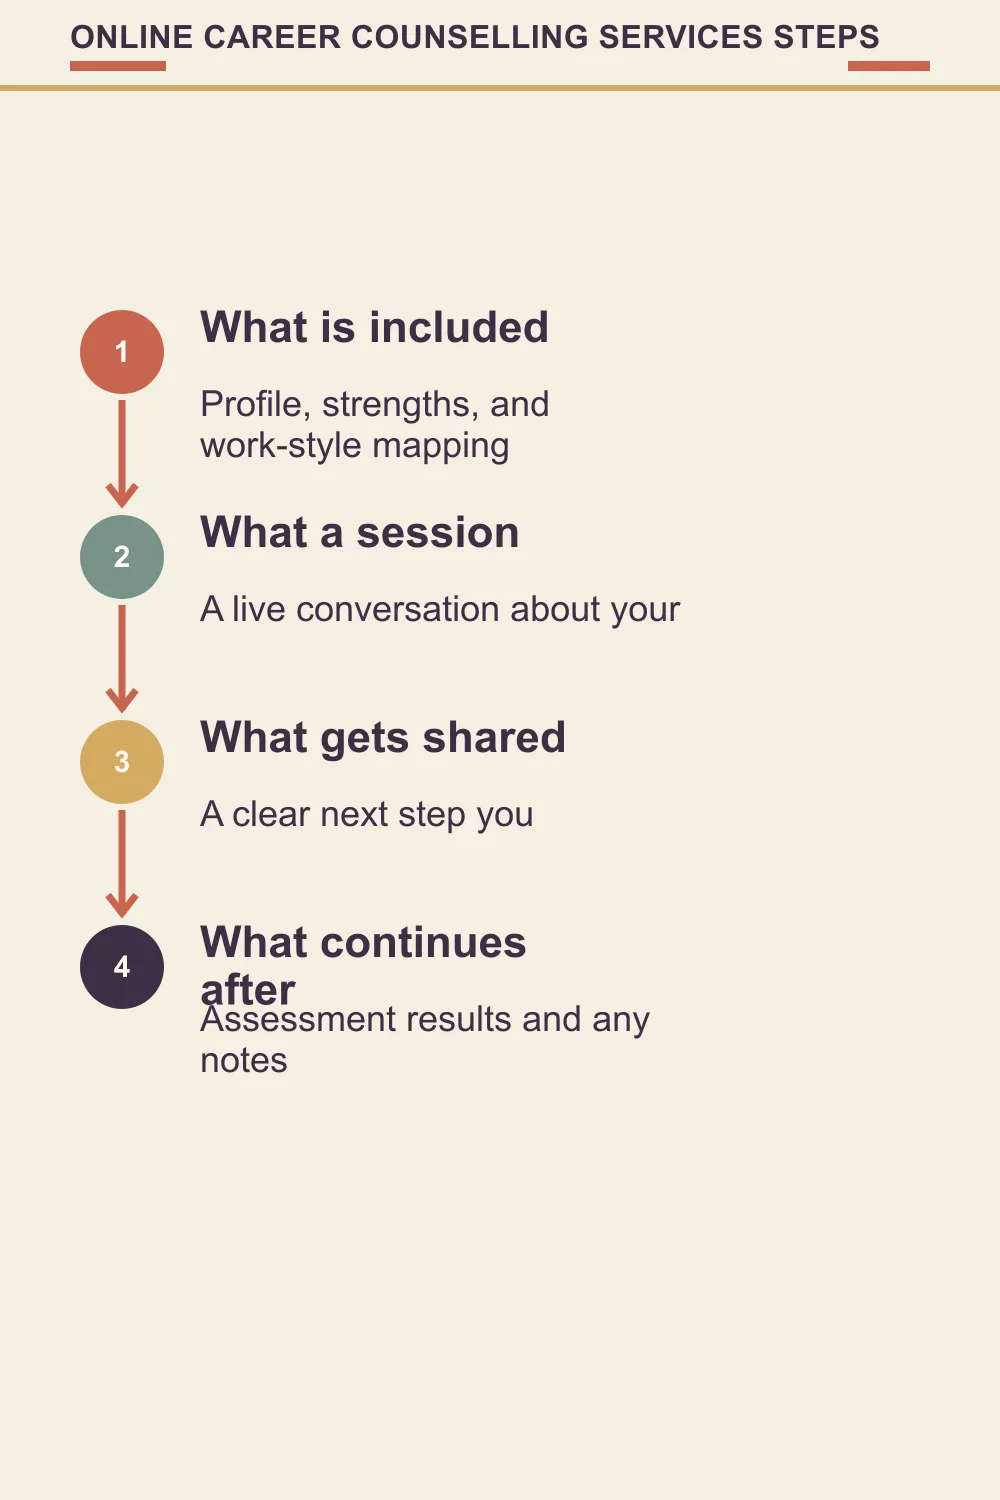 ONLINE CAREER COUNSELLING SERVICES STEPS
1
What is included
Profile, strengths, and
work-style mapping
2
What a session
A live conversation about your
3
What gets shared
A clear next step you
4
What continues
after
Assessment results and any
notes